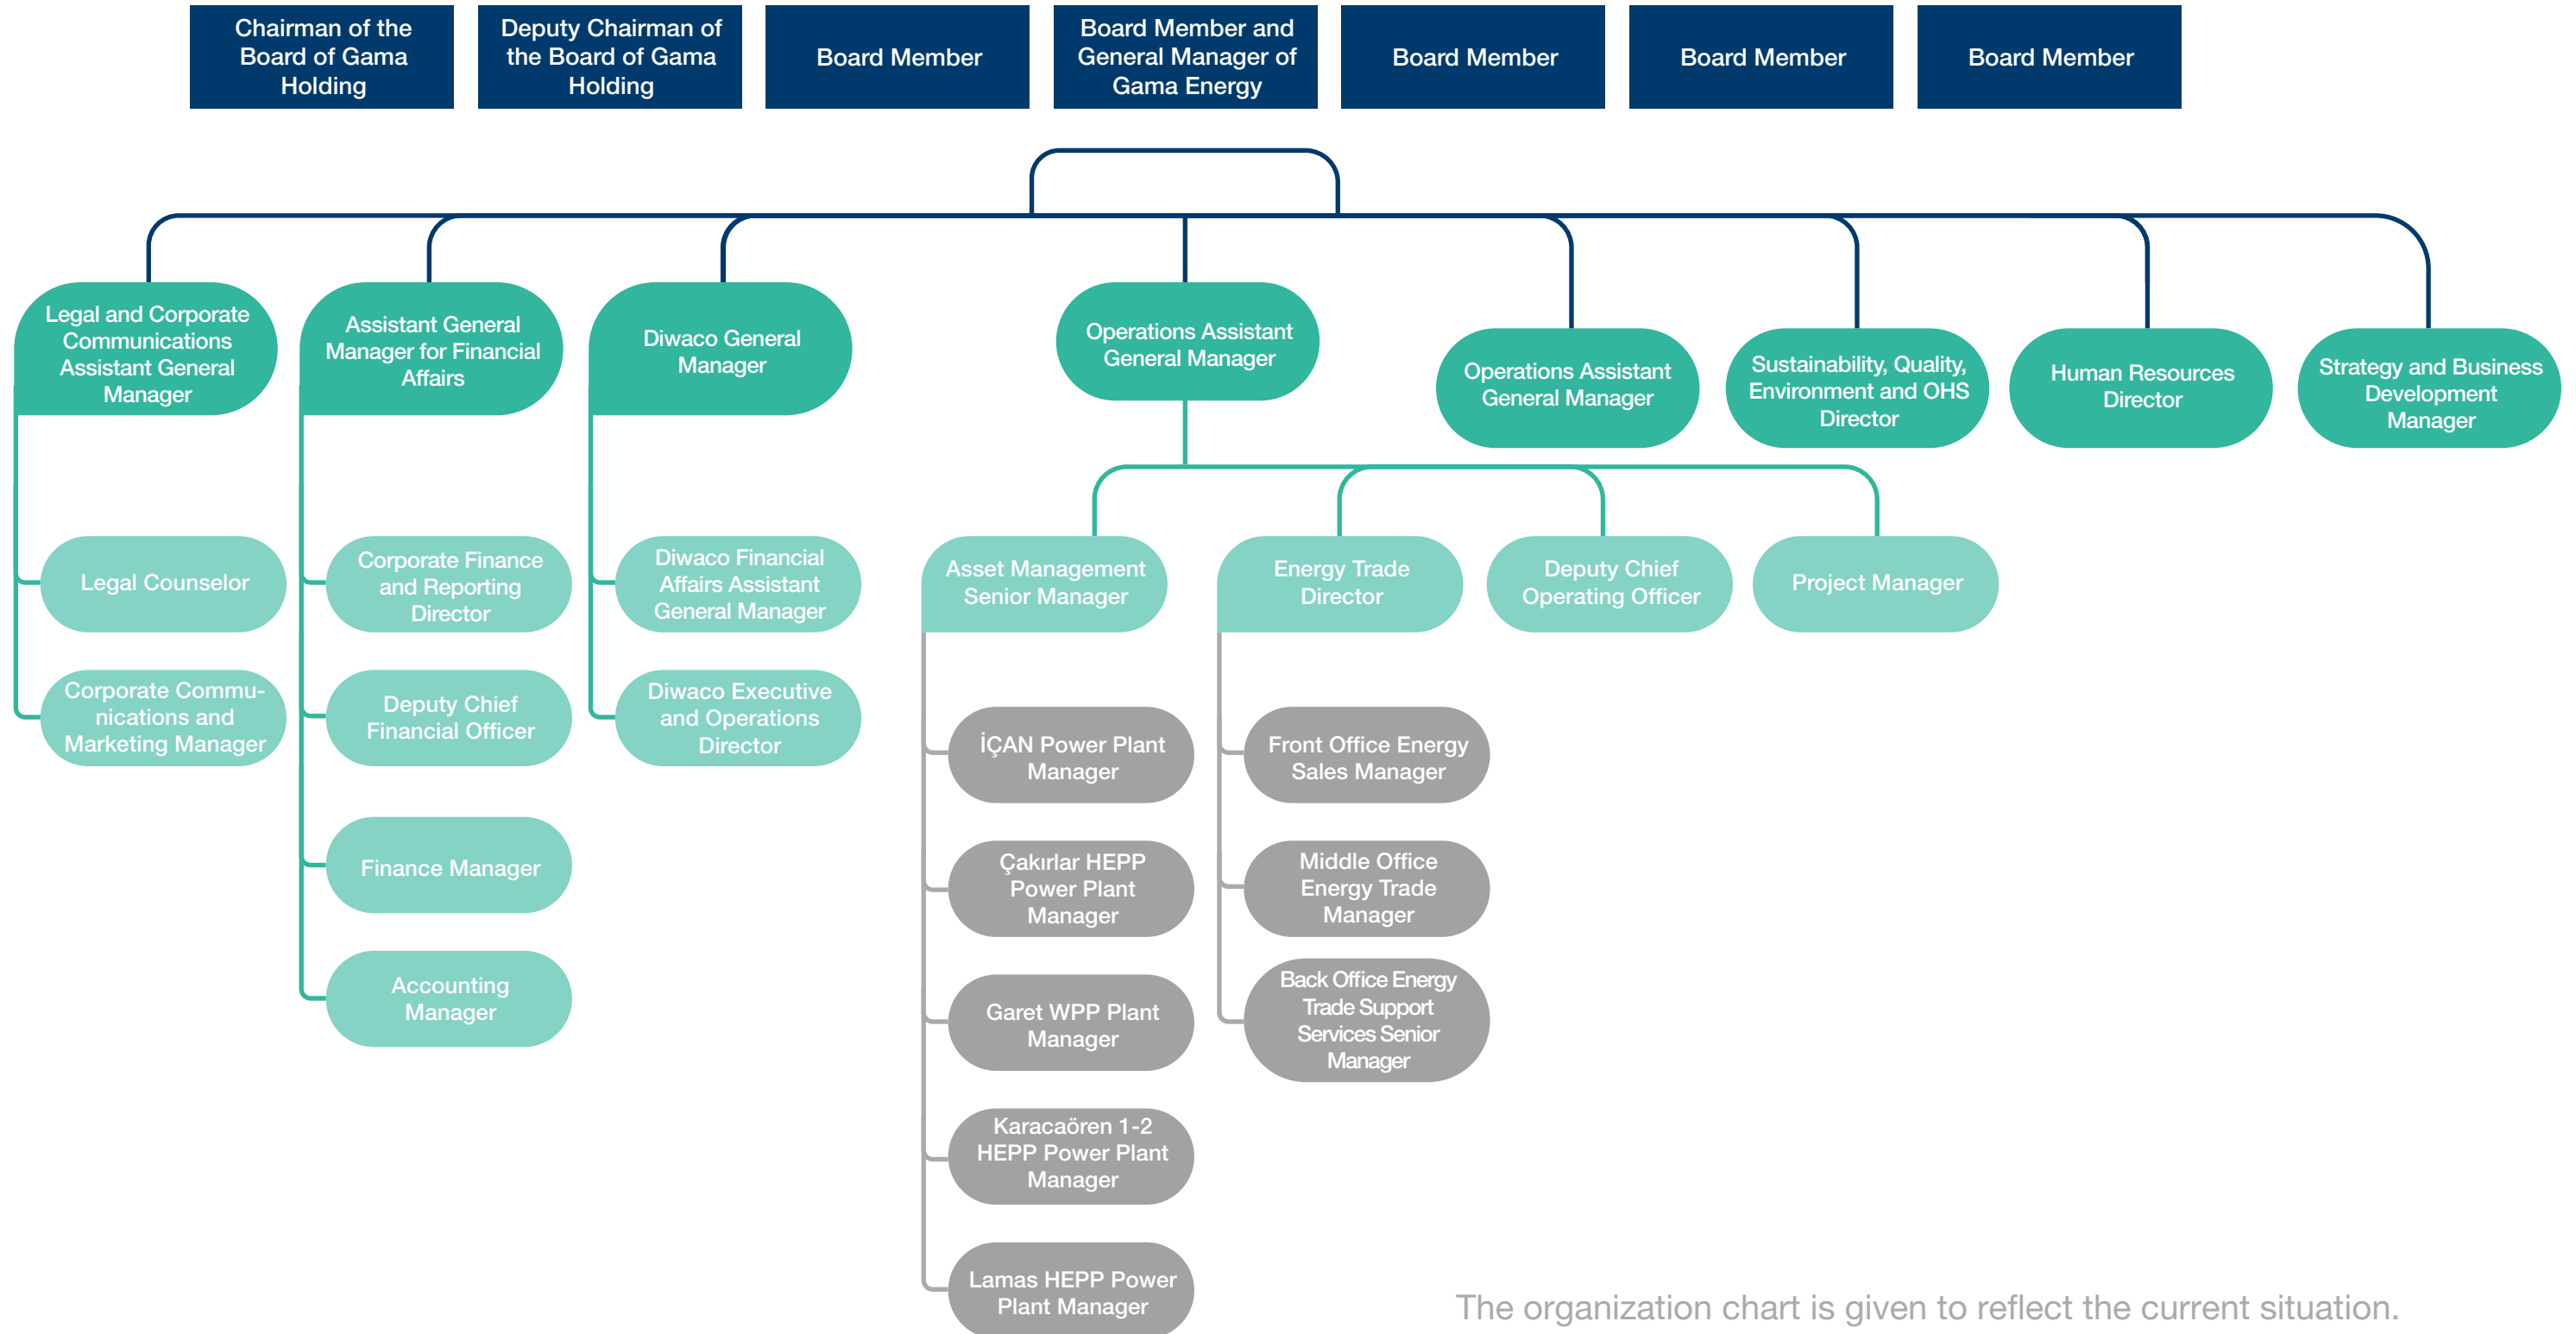 Chairman of the
Board of Gama
Holding
Deputy Chairman of
the Board of Gama
Holding
Board Member
Board Member and
General Manager of
Gama Energy
Board Member
Board Member
Board Member
Legal and Corporate
Communications
Assistant General
Manager
Assistant General
Manager for Financial
Affairs
Diwaco General
Manager
Operations Assistant
General Manager
Operations Assistant
General Manager
Sustainability, Quality,
Environment and OHS
Director
Human Resources
Director
Strategy and Business
Development
Manager
Legal Counselor
Corporate Commu-
nications and
Marketing Manager
Corporate Finance
and Reporting
Director
Deputy Chief
Financial Officer
Finance Manager
Accounting
Manager
Diwaco Financial
Affairs Assistant
General Manager
Diwaco Executive
and Operations
Director
Asset Management
Senior Manager
Energy Trade
Director
Deputy Chief
Operating Officer
Project Manager
İÇAN Power Plant
Manager
Çakırlar HEPP
Power Plant
Manager
Garet WPP Plant
Manager
Karacaören 1-2
HEPP Power Plant
Manager
Lamas HEPP Power
Plant Manager
Front Office Energy
Sales Manager
Middle Office
Energy Trade
Manager
Back Office Energy
Trade Support
Services Senior
Manager
The organization chart is given to reflect the current situation.